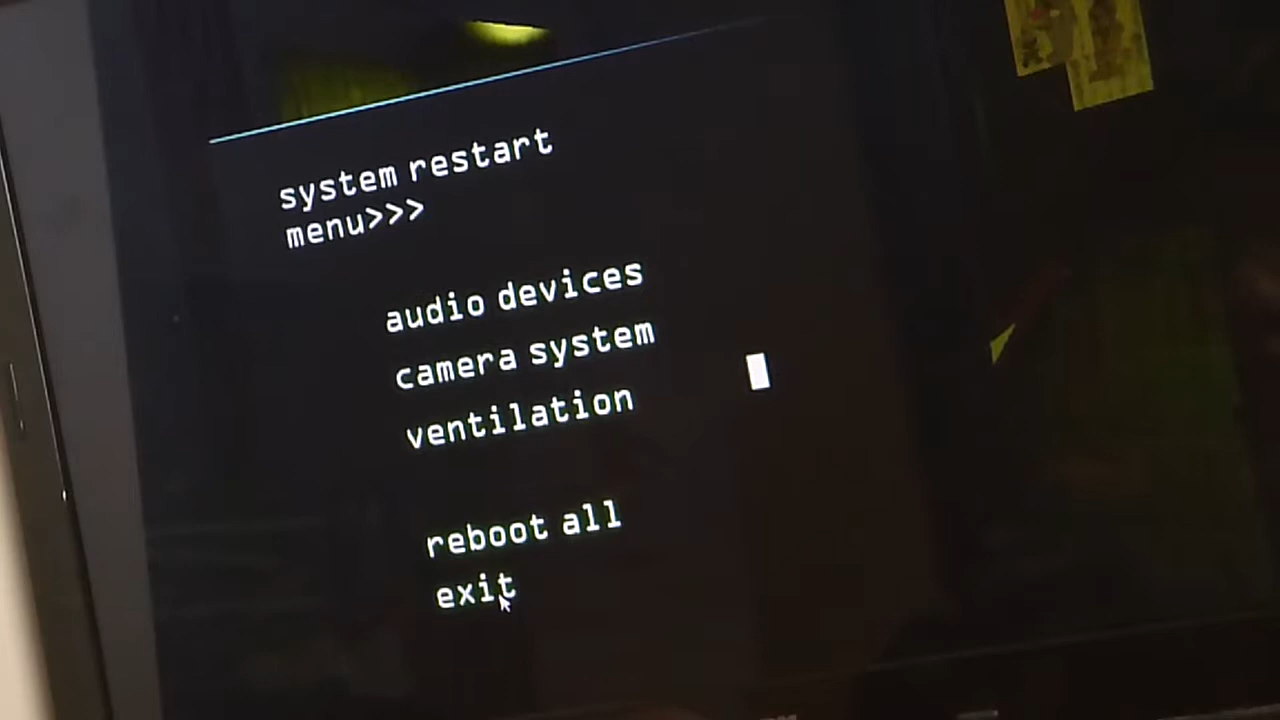 system restart
menu>>>
audio devices
camera system
ventilation
reboot all
exit